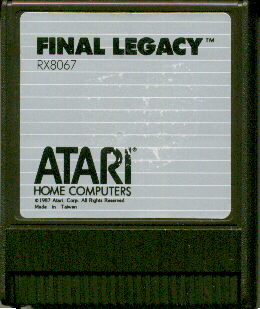 FINAL LEGACY™
RX8067
ATARI®
HOME COMPUTERS
©1987 Atari Corp. All Rights Reserved
Made in Taiwan